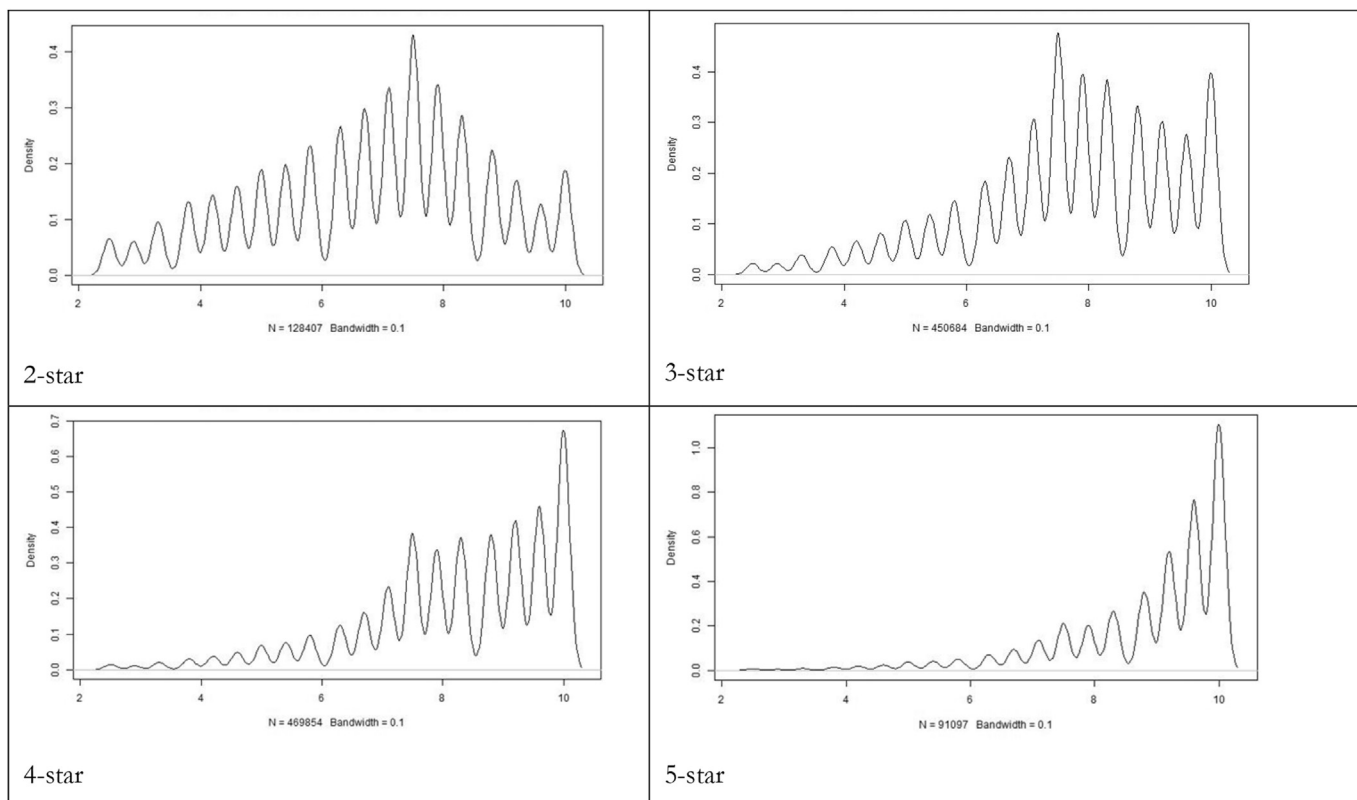 Density
0.4
0.3
0.2
0.1
0.0
2 4 6 8 10
N = 128407 Bandwidth = 0.1
2-star
Density
0.4
0.3
0.2
0.1
0.0
2 4 6 8 10
N = 450684 Bandwidth = 0.1
3-star
Density
0.7
0.6
0.5
0.4
0.3
0.2
0.1
0.0
2 4 6 8 10
N = 469854 Bandwidth = 0.1
4-star
Density
1.0
0.8
0.6
0.4
0.2
0.0
2 4 6 8 10
N = 91097 Bandwidth = 0.1
5-star